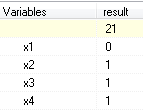 Variables result
21
x1 0
x2 1
x3 1
x4 1